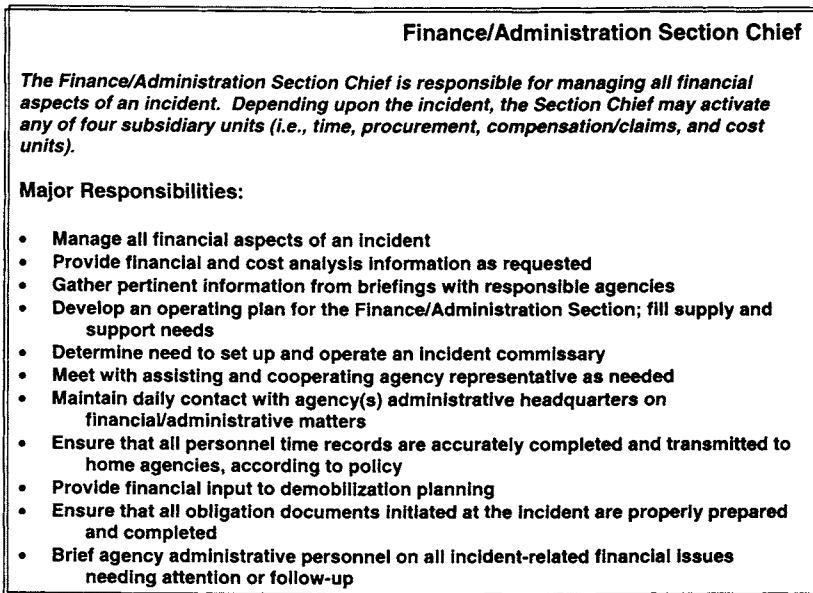 Finance/Administration Section Chief
The Finance/Administration Section Chief is responsible for managing all financial
aspects of an incident. Depending upon the incident, the Section Chief may activate
any of four subsidiary units (i.e., time, procurement, compensation/claims, and cost
units).
Major Responsibilities:
• Manage all financial aspects of an incident
• Provide financial and cost analysis information as requested
• Gather pertinent information from briefings with responsible agencies
• Develop an operating plan for the Finance/Administration Section; fill supply and
support needs
• Determine need to set up and operate an incident commissary
• Meet with assisting and cooperating agency representative as needed
• Maintain daily contact with agency(s) administrative headquarters on
financial/administrative matters
• Ensure that all personnel time records are accurately completed and transmitted to
home agencies, according to policy
• Provide financial input to demobilization planning
• Ensure that all obligation documents initiated at the incident are properly prepared
and completed
• Brief agency administrative personnel on all incident-related financial issues
needing attention or follow-up